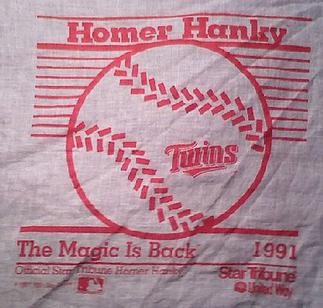 Homer Hanky
Twins
The Magic Is Back 1991
Official Star Tribune Homer Hanky Star Tribune
United Way